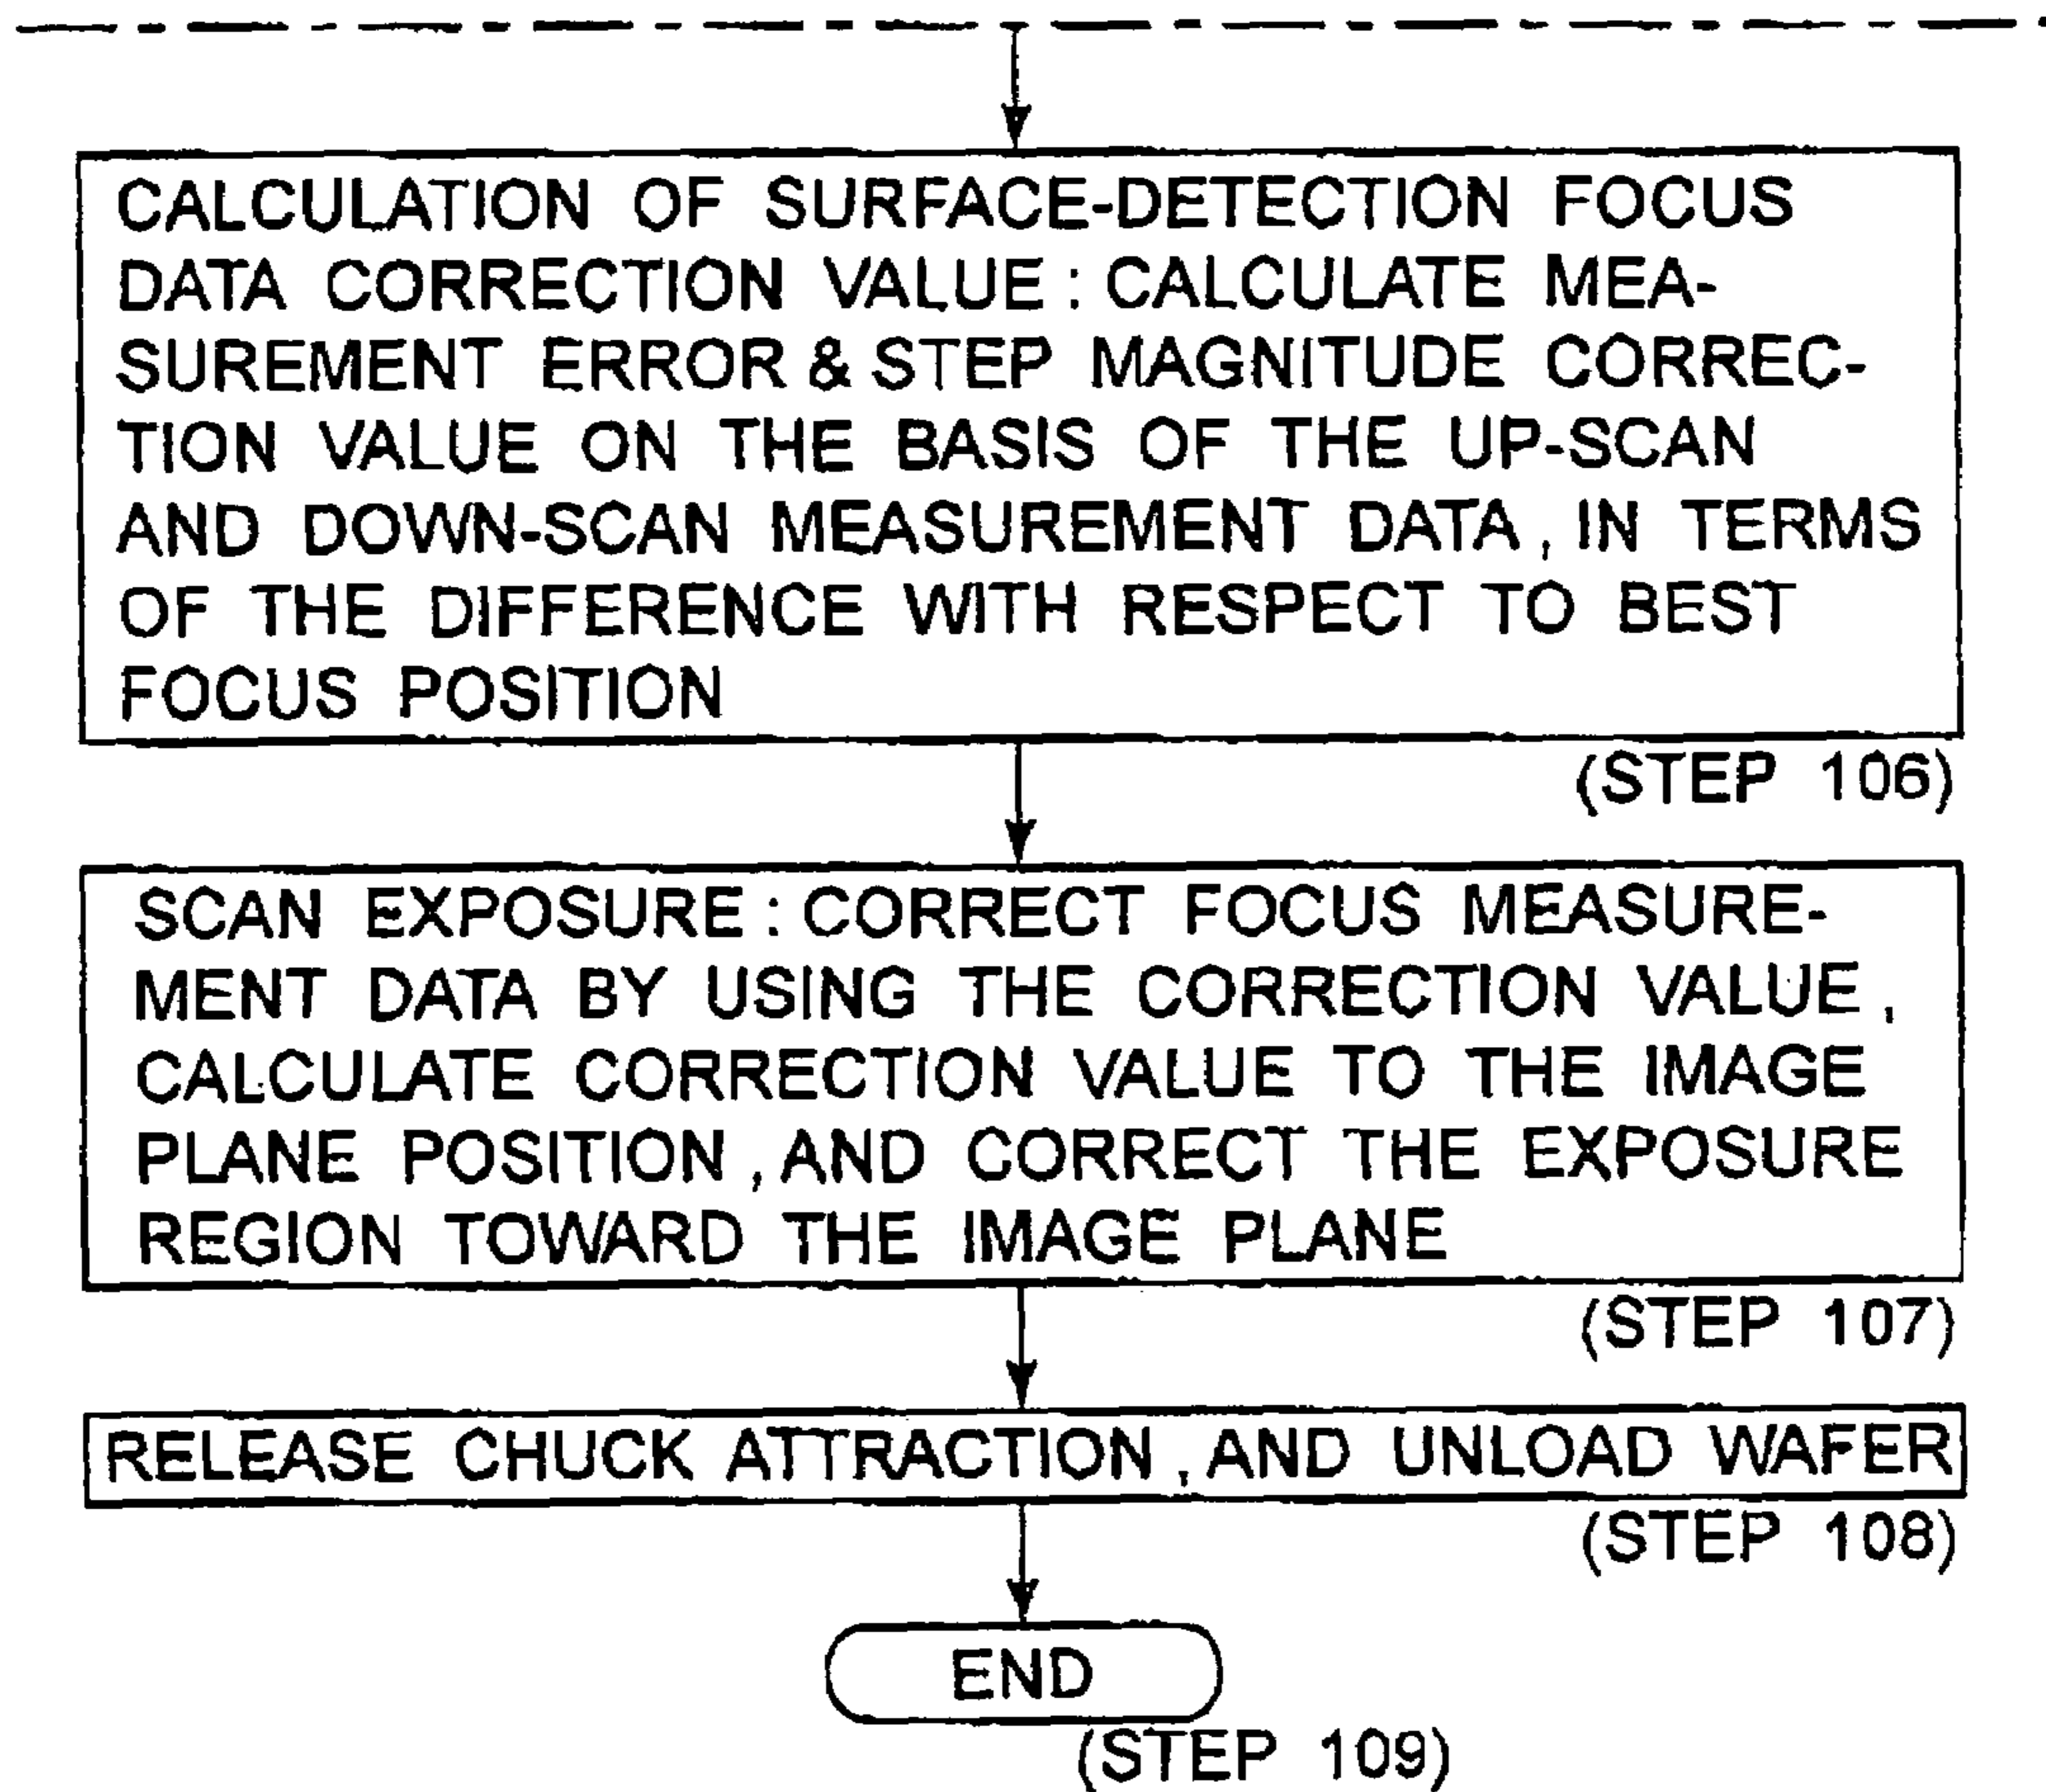 CALCULATION OF SURFACE-DETECTION FOCUS
DATA CORRECTION VALUE : CALCULATE MEA-
SUREMENT ERROR & STEP MAGNITUDE CORREC-
TION VALUE ON THE BASIS OF THE UP-SCAN
AND DOWN-SCAN MEASUREMENT DATA, IN TERMS
OF THE DIFFERENCE WITH RESPECT TO BEST
FOCUS POSITION
(STEP 106)
SCAN EXPOSURE : CORRECT FOCUS MEASURE-
MENT DATA BY USING THE CORRECTION VALUE,
CALCULATE CORRECTION VALUE TO THE IMAGE
PLANE POSITION, AND CORRECT THE EXPOSURE
REGION TOWARD THE IMAGE PLANE
(STEP 107)
RELEASE CHUCK ATTRACTION, AND UNLOAD WAFER
(STEP 108)
END
(STEP 109)